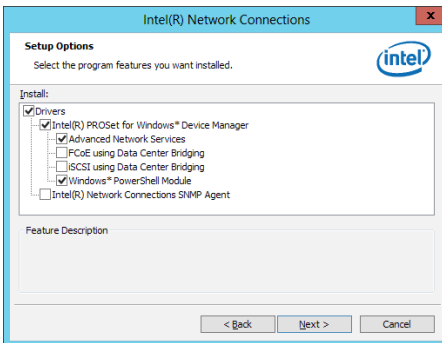 Intel(R) Network Connections
x
Setup Options
Select the program features you want installed.
intel
Install:
Drivers
Intel(R) PROSet for Windows* Device Manager
Advanced Network Services
FCoE using Data Center Bridging
iSCSI using Data Center Bridging
Windows* PowerShell Module
Intel(R) Network Connections SNMP Agent
Feature Description
< Back
Next >
Cancel